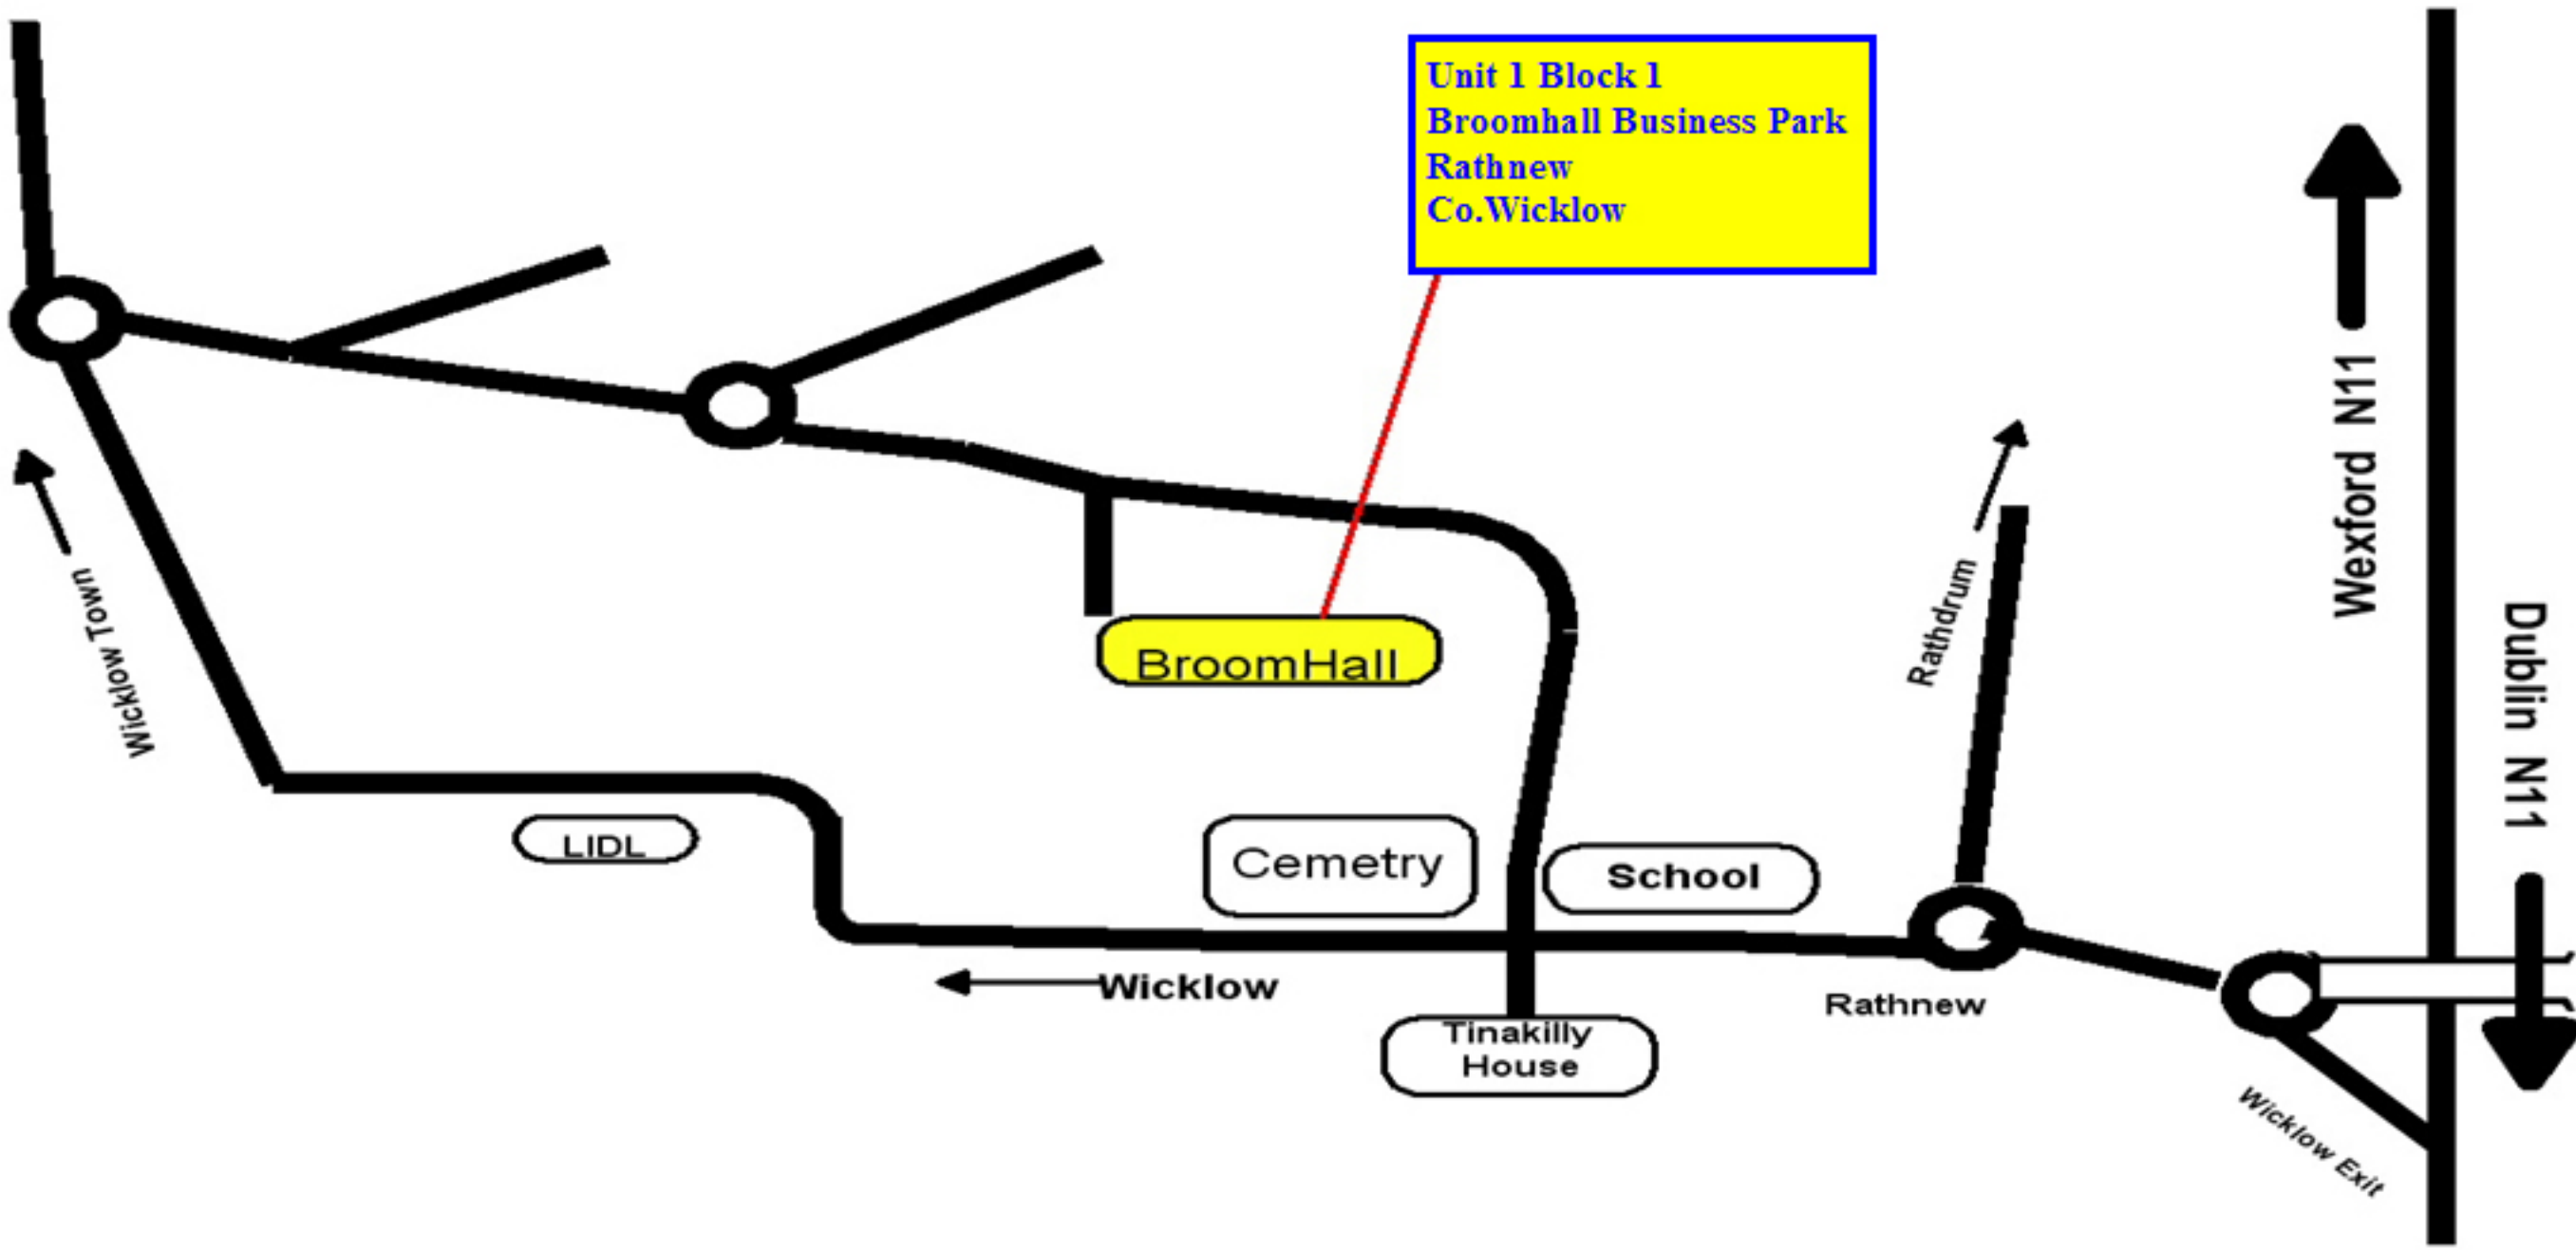 Unit 1 Block 1
Broomhall Business Park
Rathnew
Co.Wicklow
Wexford N11
Dublin N11
Rathdrum
Wicklow Town
BroomHall
LIDL
Cemetry
School
Wicklow
Rathnew
Tinakilly
House
Wicklow Exit